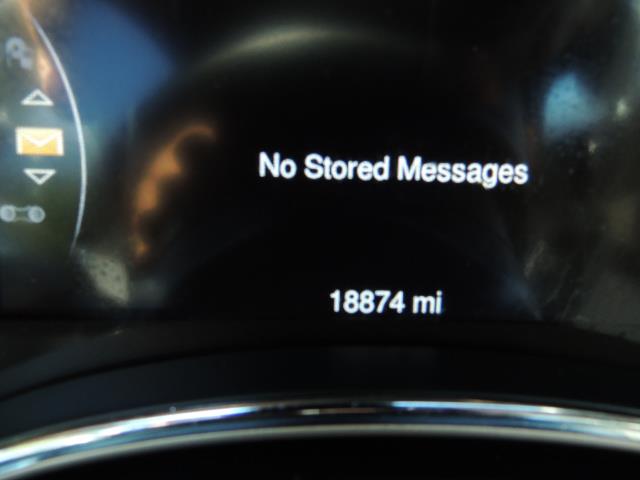 No Stored Messages
18874 mi